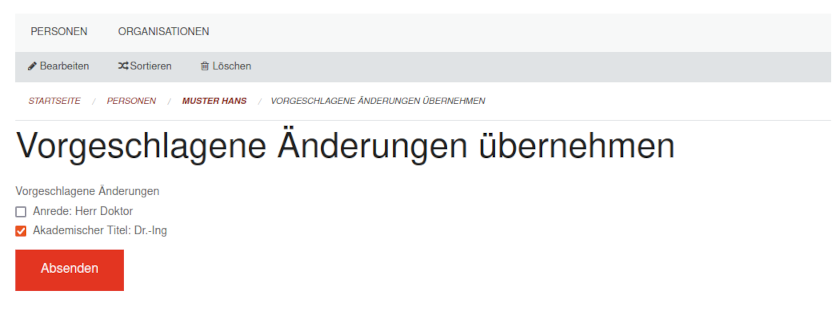 PERSONEN ORGANISATIONEN
Bearbeiten Sortieren Löschen
STARTSEITE / PERSONEN / MUSTER HANS / VORGESCHLAGENE ÄNDERUNGEN ÜBERNEHMEN
Vorgeschlagene Änderungen übernehmen
Vorgeschlagene Änderungen
Anrede: Herr Doktor
Akademischer Titel: Dr.-Ing
Absenden